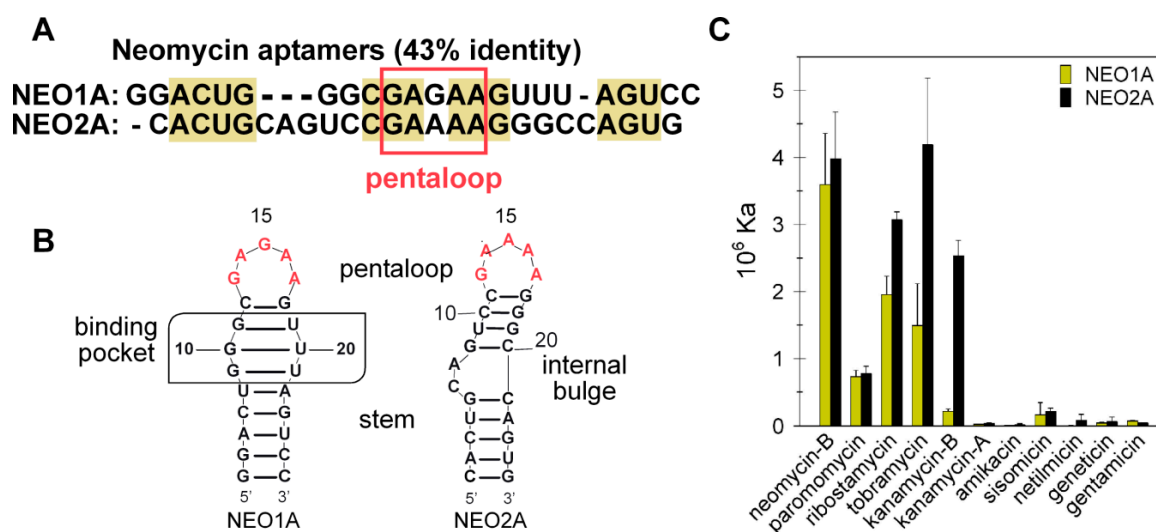 A
Neomycin aptamers (43% identity)
NEO1A: GGACUG---GGCGAGAAGUUU-AGUCC
NEO2A: -CACUGCAGUCCGAAAAGGGCCAGUG
pentaloop
B
15
A G A
G A
C G
G U
10 G U 20
G U
U A
C G
A U
G C
G C
5' 3'
NEO1A
pentaloop
binding pocket
stem
15
A A A
G A
C G
10 C G
U G
G C 20
A
C C
G A
U G
C A
A G
C U
G
5' 3'
NEO2A
internal bulge
C
NEO1A
NEO2A
10⁶ Ka
5
4
3
2
1
0
neomycin-B
paromomycin
ribostamycin
tobramycin
kanamycin-B
kanamycin-A
amikacin
sisomicin
netilmicin
geneticin
gentamicin